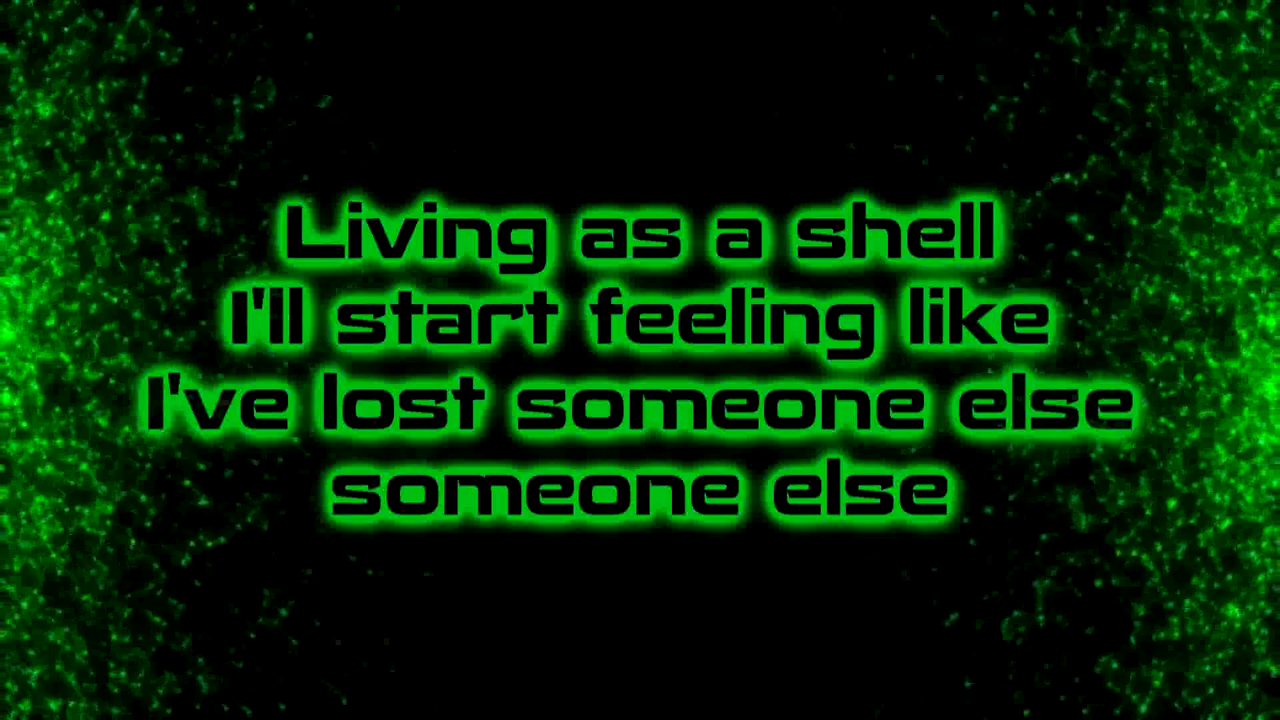 Living as a shell
I'll start feeling like
I've lost someone else
someone else